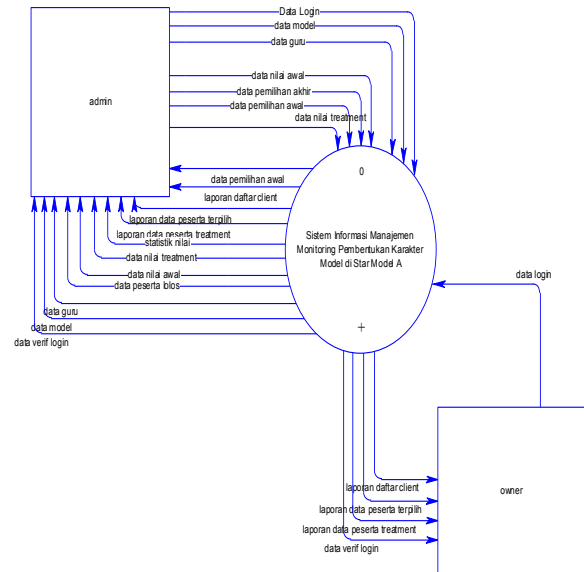 Data Login
data model
data guru
admin
data nilai awal
data pemilihan akhir
data pemilihan awal
data nilai treatment
0
data pemilihan awal
laporan daftar client
laporan data peserta terpilih
laporan data peserta treatment
statistik nilai
data nilai treatment
data nilai awal
data peserta lolos
data guru
data model
data verif login
Sistem Informasi Manajemen
Monitoring Pembentukan Karakter
Model di Star Model A
+
data login
owner
laporan daftar client
laporan data peserta terpilih
laporan data peserta treatment
data verif login